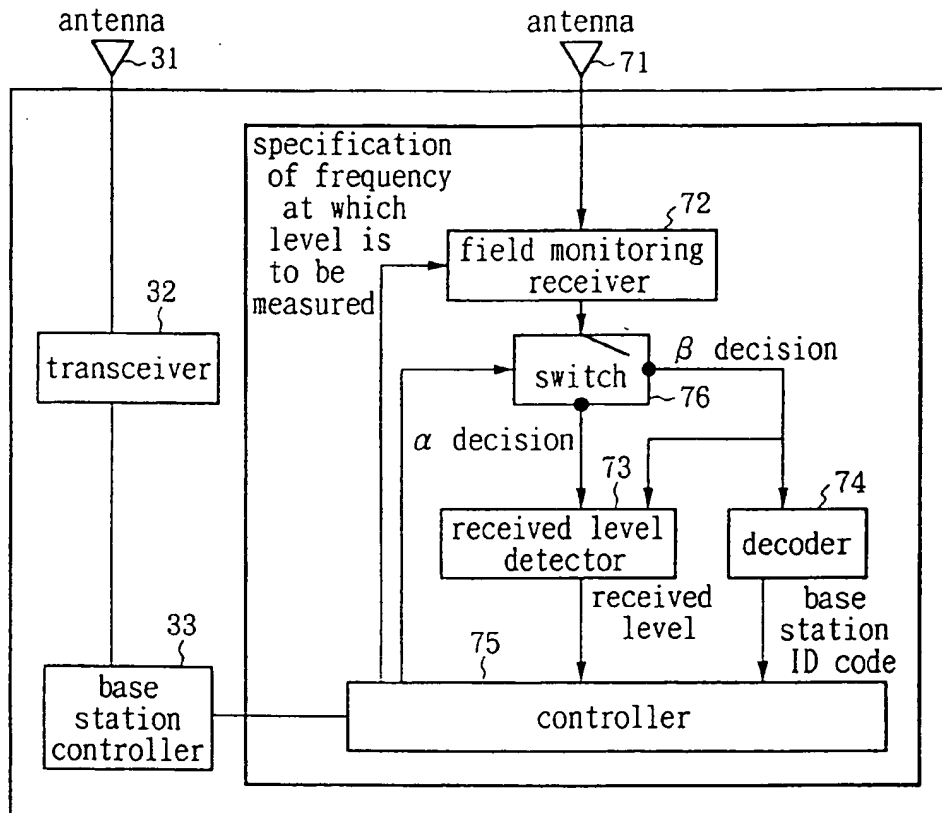 antenna
31
antenna
71
specification
of frequency
at which
level is
to be
measured
72
field monitoring
receiver
32
transceiver
switch
β decision
76
α decision
73
74
received level
detector
decoder
received
level
base
station
ID code
33
75
base
station
controller
controller